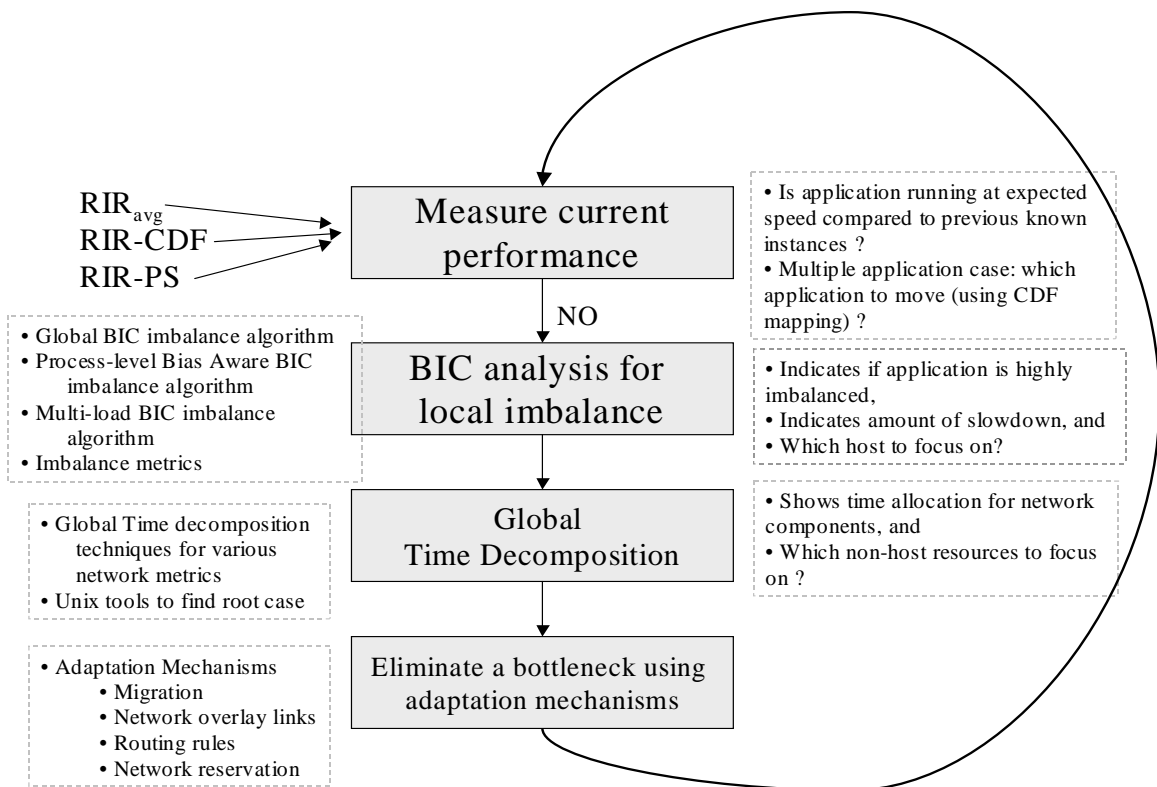 RIRavg
RIR-CDF
RIR-PS
Measure current
performance
• Is application running at expected
speed compared to previous known
instances ?
• Multiple application case: which
application to move (using CDF
mapping) ?
NO
• Global BIC imbalance algorithm
• Process-level Bias Aware BIC
imbalance algorithm
• Multi-load BIC imbalance
algorithm
• Imbalance metrics
BIC analysis for
local imbalance
• Indicates if application is highly
imbalanced,
• Indicates amount of slowdown, and
• Which host to focus on?
• Global Time decomposition
techniques for various
network metrics
• Unix tools to find root case
Global
Time Decomposition
• Shows time allocation for network
components, and
• Which non-host resources to focus
on ?
• Adaptation Mechanisms
• Migration
• Network overlay links
• Routing rules
• Network reservation
Eliminate a bottleneck using
adaptation mechanisms